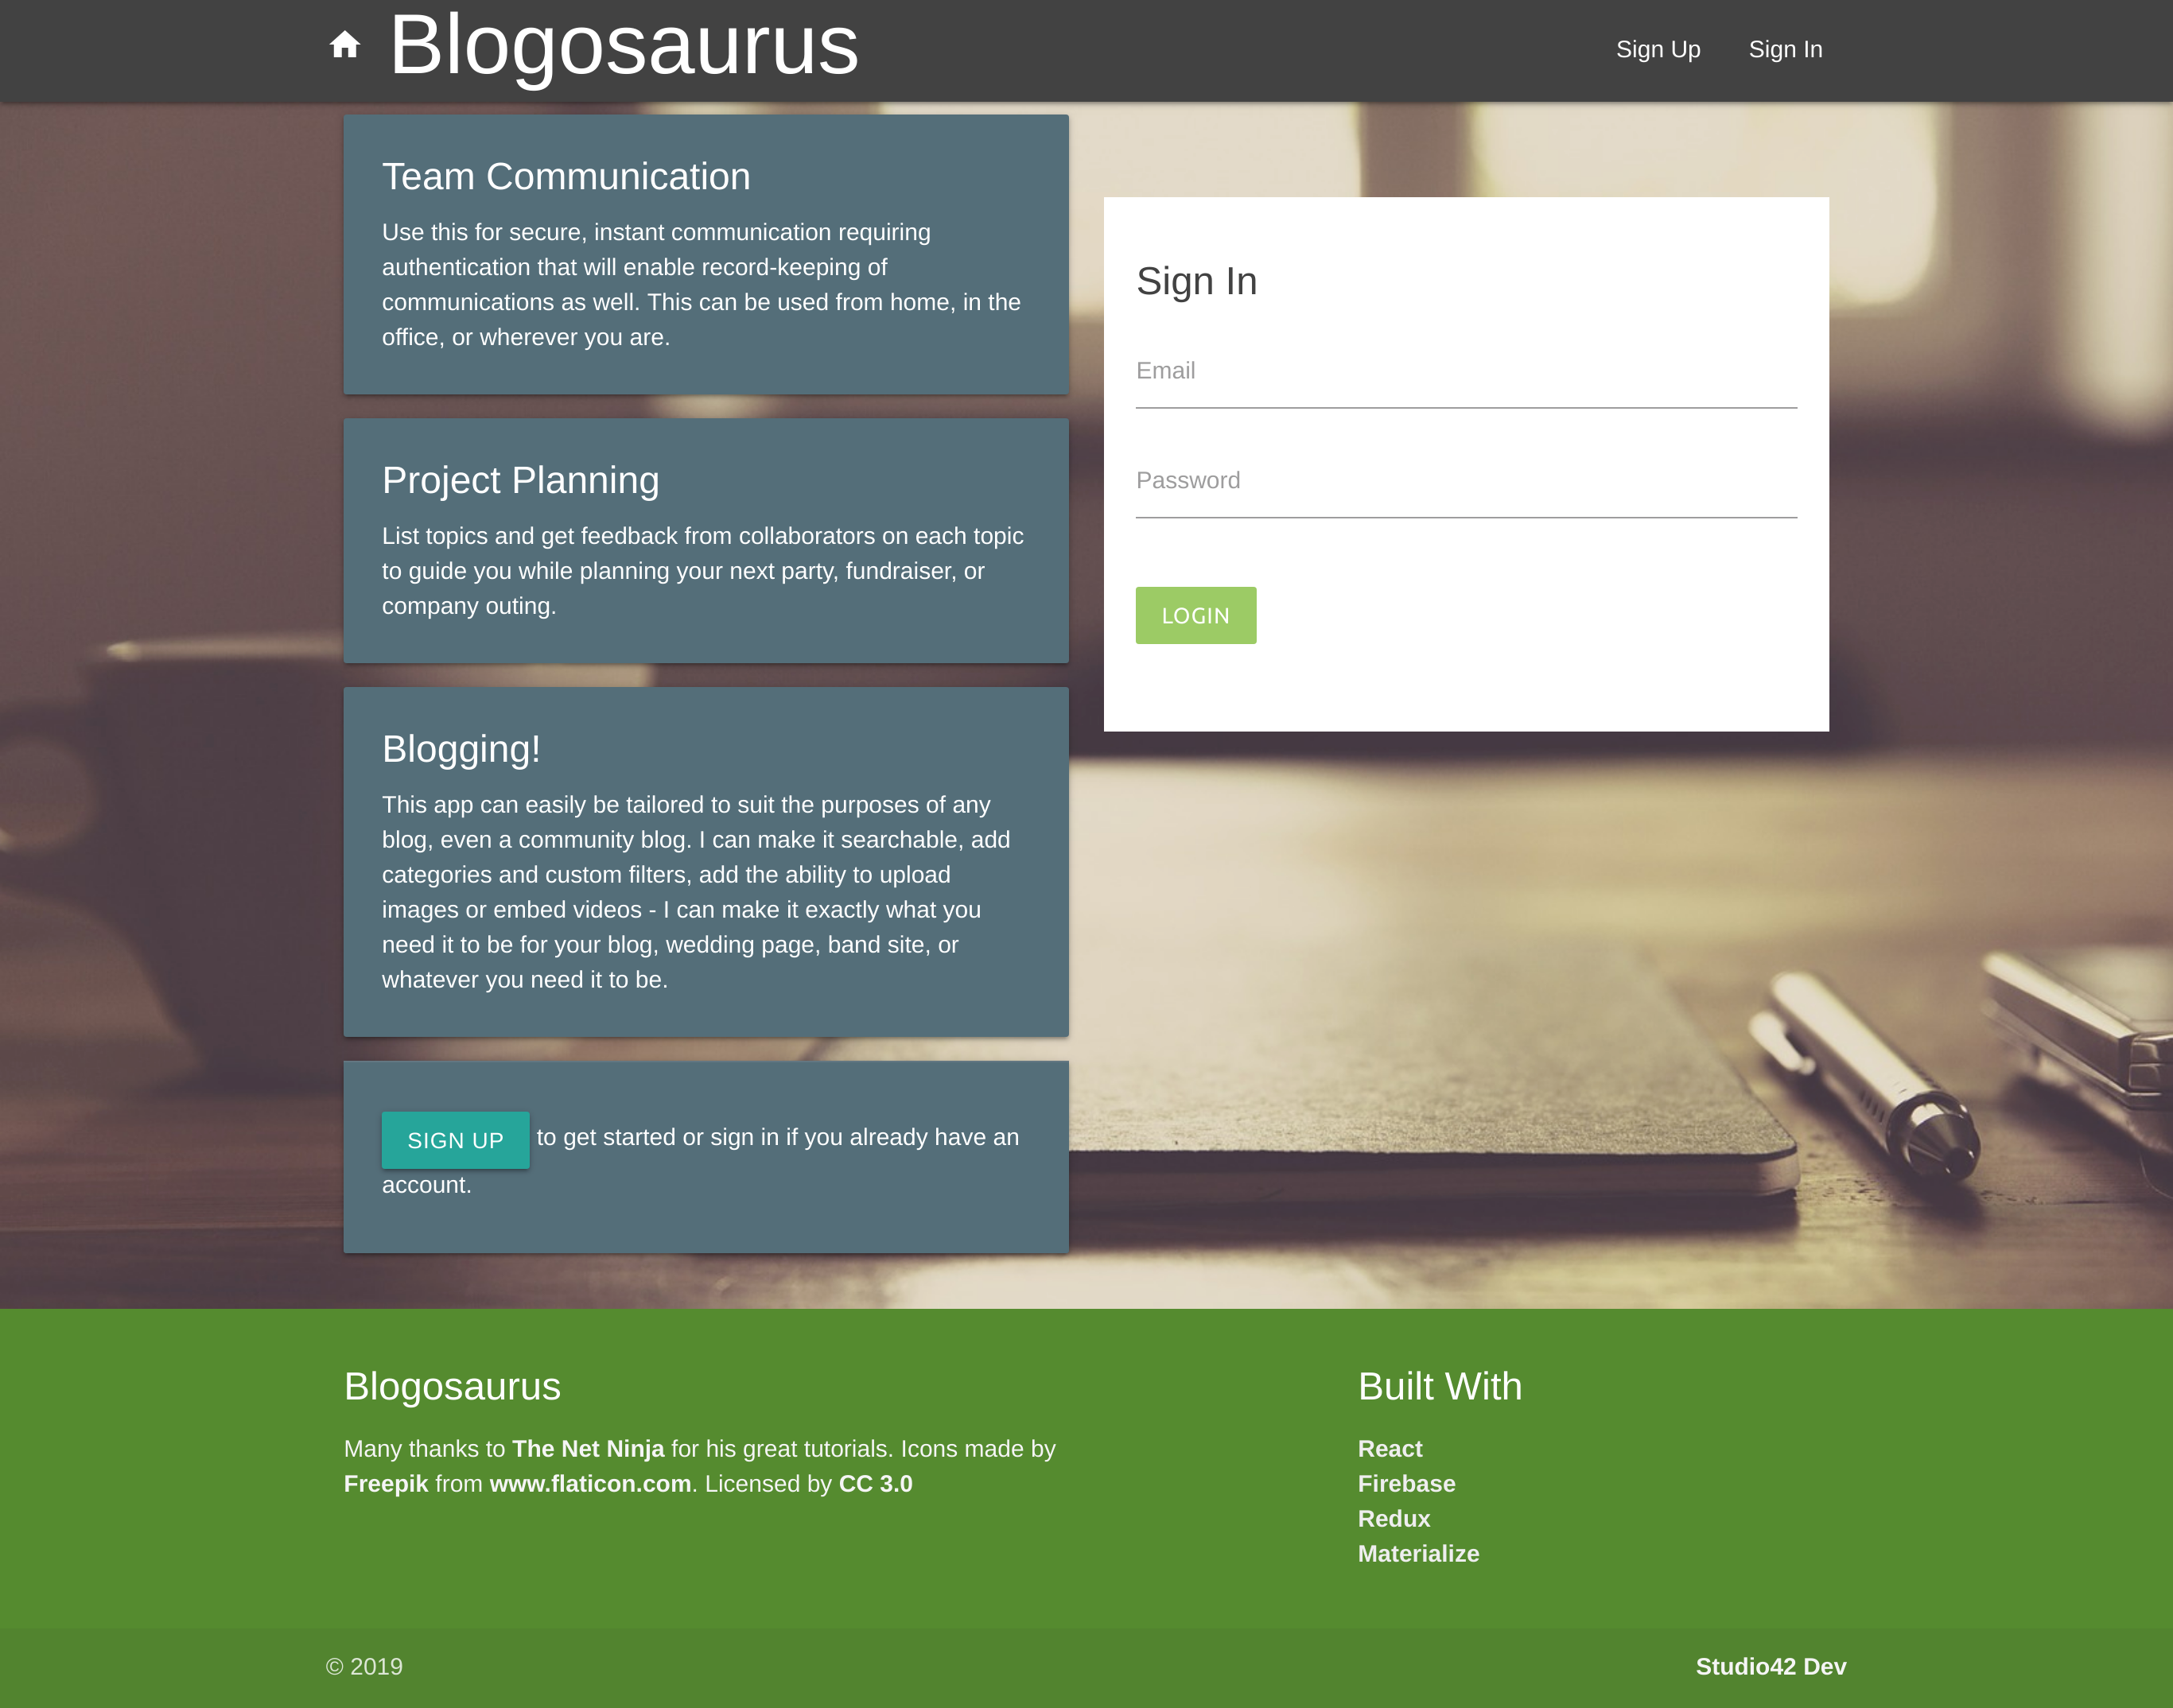 Blogosaurus
Sign Up
Sign In
Team Communication
Use this for secure, instant communication requiring
authentication that will enable record-keeping of
communications as well. This can be used from home, in the
office, or wherever you are.
Project Planning
List topics and get feedback from collaborators on each topic
to guide you while planning your next party, fundraiser, or
company outing.
Blogging!
This app can easily be tailored to suit the purposes of any
blog, even a community blog. I can make it searchable, add
categories and custom filters, add the ability to upload
images or embed videos - I can make it exactly what you
need it to be for your blog, wedding page, band site, or
whatever you need it to be.
SIGN UP to get started or sign in if you already have an
account.
Sign In
Email
Password
LOGIN
Blogosaurus
Many thanks to The Net Ninja for his great tutorials. Icons made by
Freepik from www.flaticon.com. Licensed by CC 3.0
Built With
React
Firebase
Redux
Materialize
© 2019
Studio42 Dev